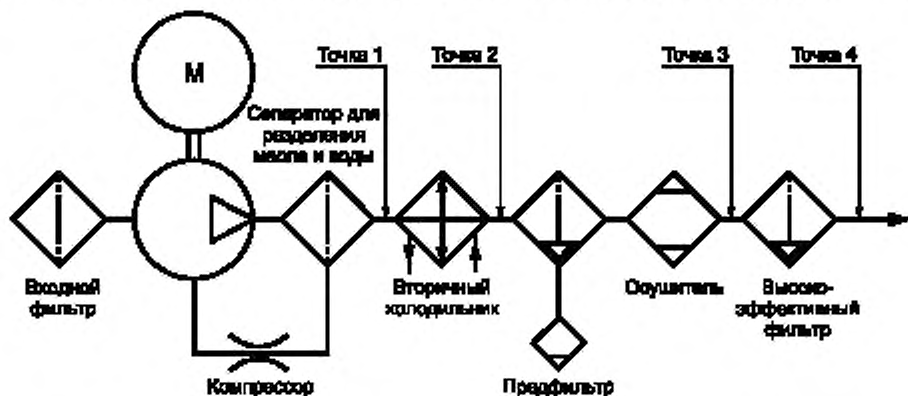 М
Точка 1
Точка 2
Точка 3
Точка 4
Сепаратор для
разделения
масла и воды
Входной
фильтр
Вторичный
холодильник
Осушитель
Высоко-
эффективный
фильтр
Компрессор
Предфильтр